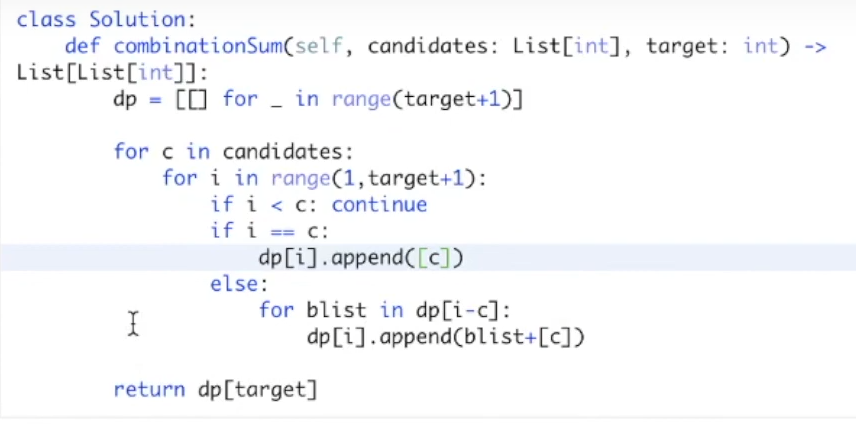 class Solution:
    def combinationSum(self, candidates: List[int], target: int) ->
List[List[int]]:
        dp = [[] for _ in range(target+1)]
        for c in candidates:
            for i in range(1,target+1):
                if i < c: continue
                if i == c:
                    dp[i].append([c])
                else:
                    for blist in dp[i-c]:
                        dp[i].append(blist+[c])
        return dp[target]